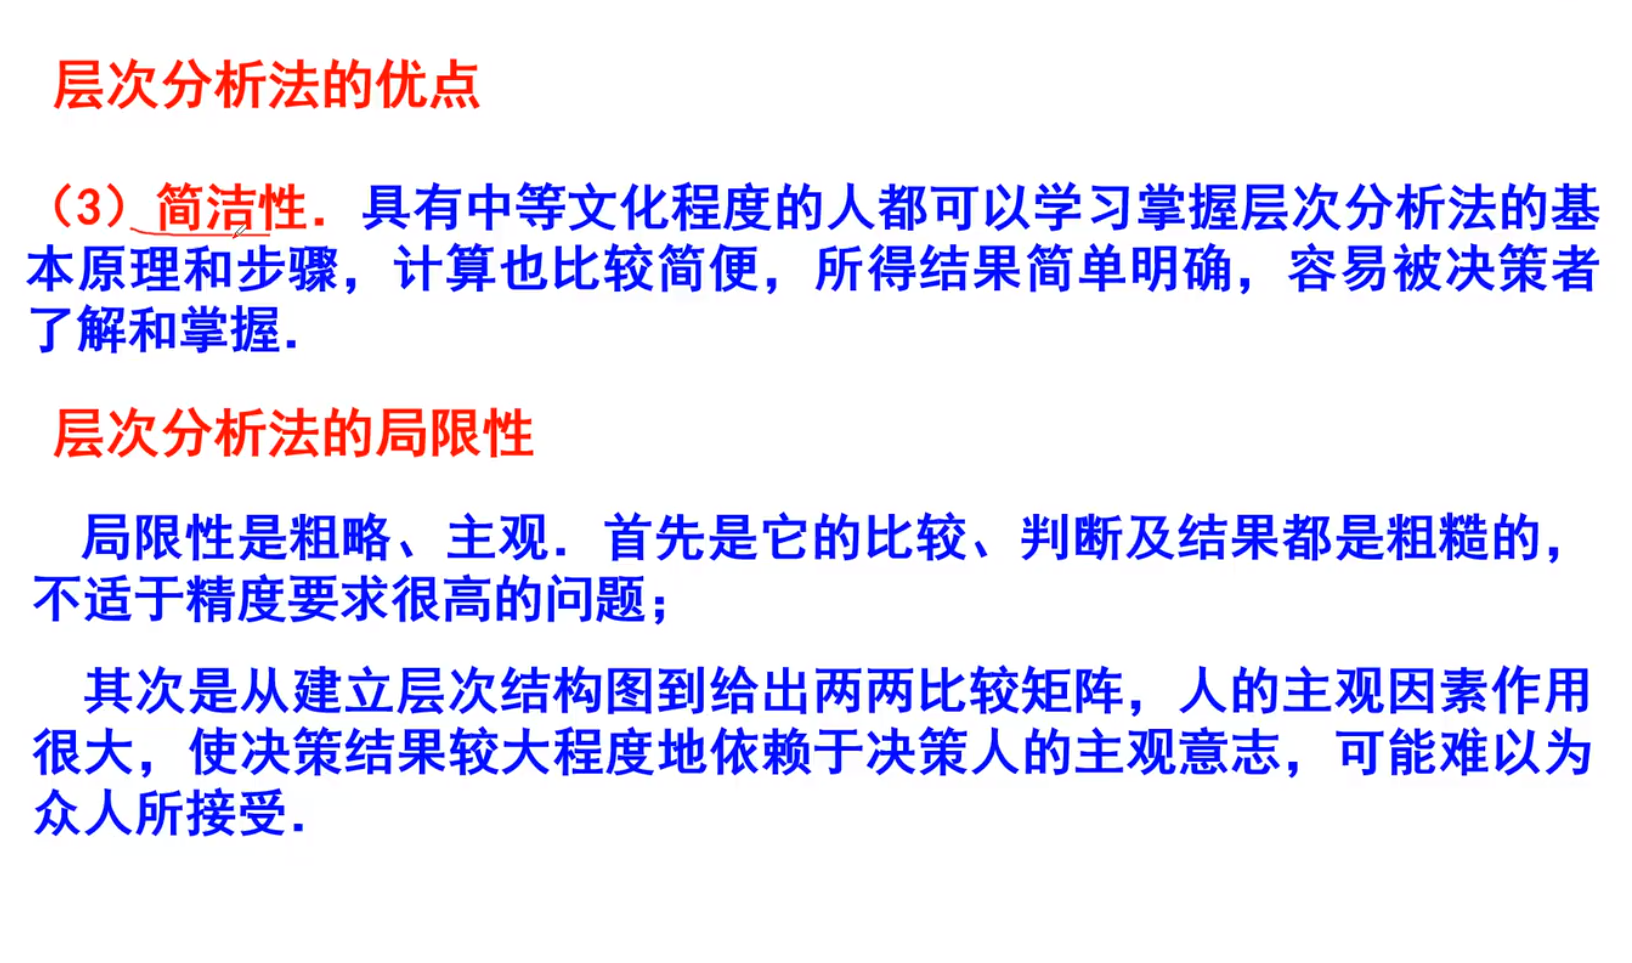 层次分析法的优点
（3）简洁性．具有中等文化程度的人都可以学习掌握层次分析法的基
本原理和步骤，计算也比较简便，所得结果简单明确，容易被决策者
了解和掌握．
层次分析法的局限性
局限性是粗略、主观．首先是它的比较、判断及结果都是粗糙的，
不适于精度要求很高的问题；
其次是从建立层次结构图到给出两两比较矩阵，人的主观因素作用
很大，使决策结果较大程度地依赖于决策人的主观意志，可能难以为
众人所接受．